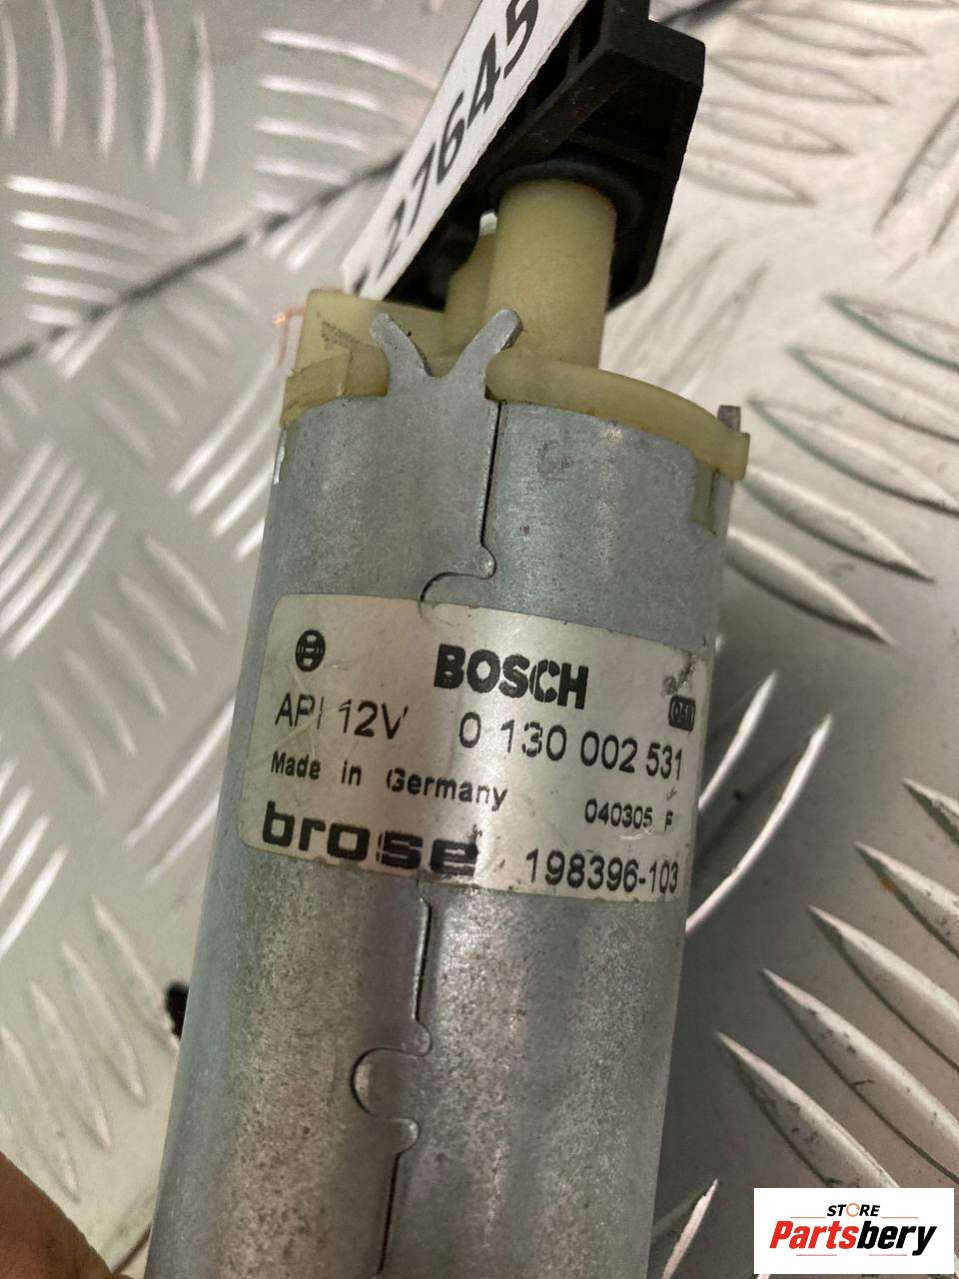 27645
BOSCH
API 12V 0 130 002 531
Made in Germany
040305 F
brose 198396-103
STORE
Partsbery